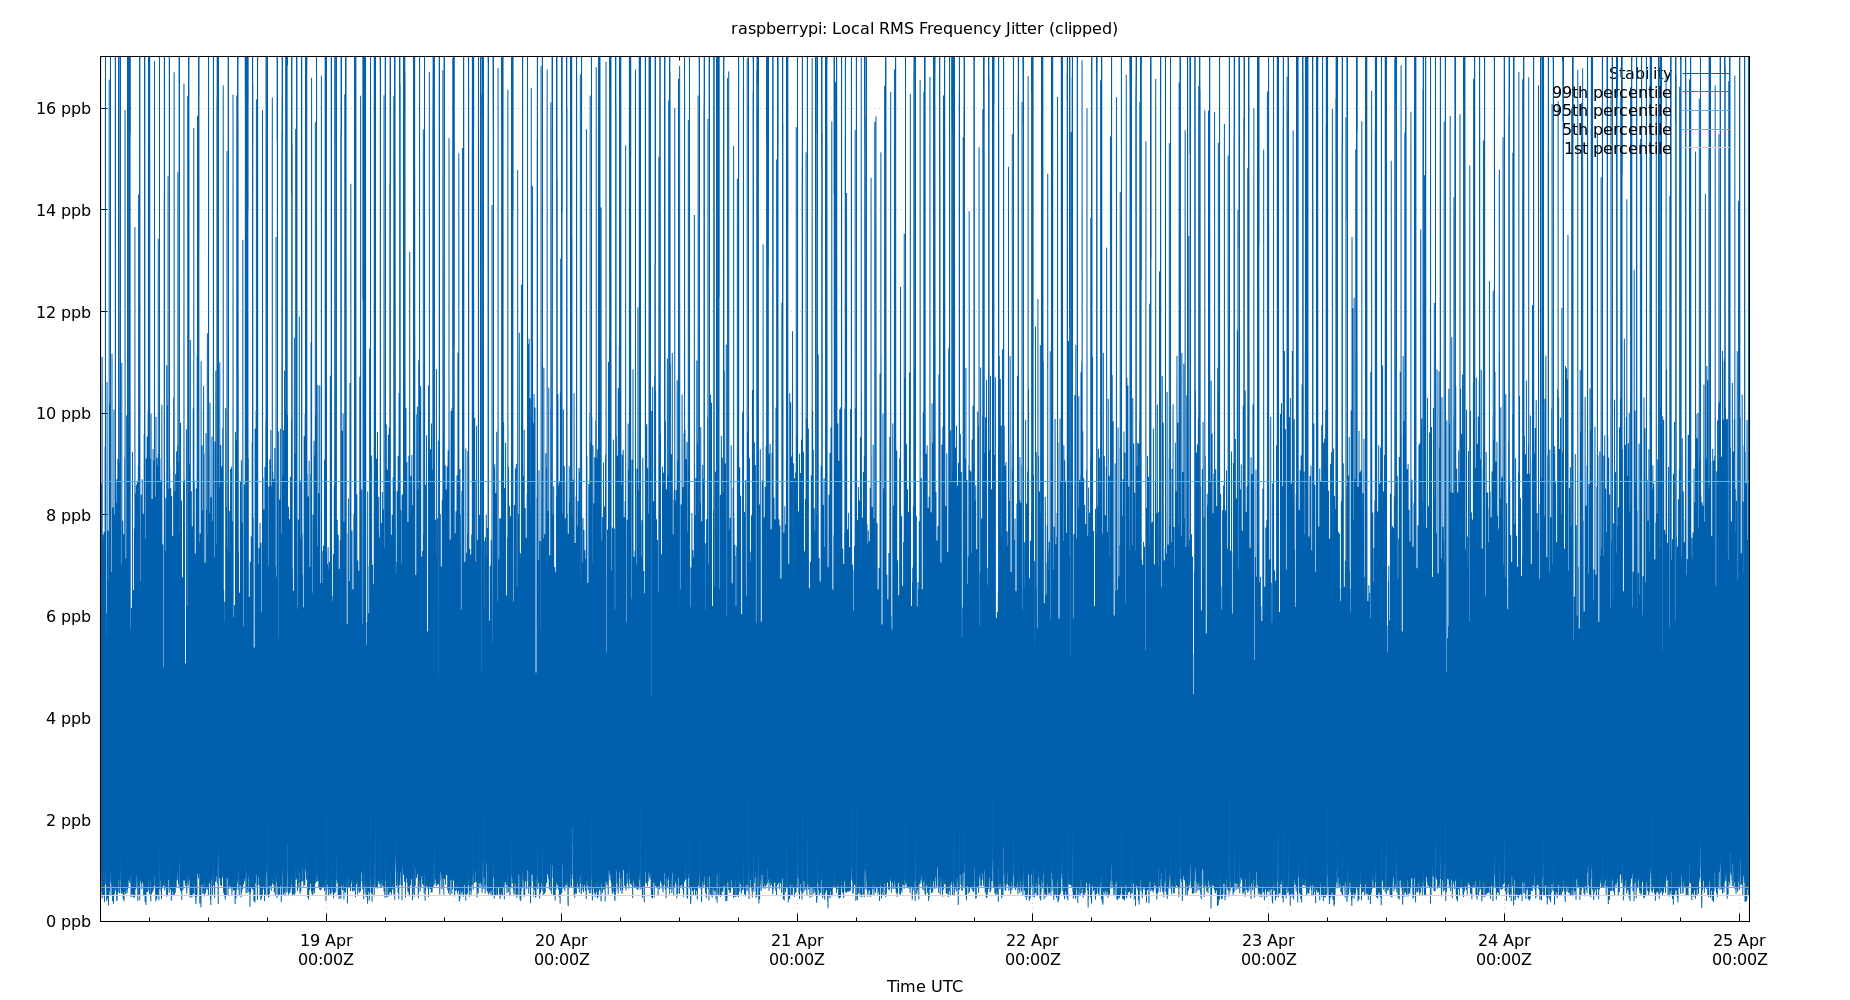 raspberrypi: Local RMS Frequency Jitter (clipped)
Stability
16 ppb
99th percentile
95th percentile
5th percentile
1st percentile
14 ppb
12 ppb
10 ppb
8 ppb
6 ppb
4 ppb
2 ppb
0 ppb
19 Apr 20 Apr 21 Apr 22 Apr 23 Apr 24 Apr 25 Apr
00:00Z 00:00Z 00:00Z 00:00Z 00:00Z 00:00Z 00:00Z
Time UTC